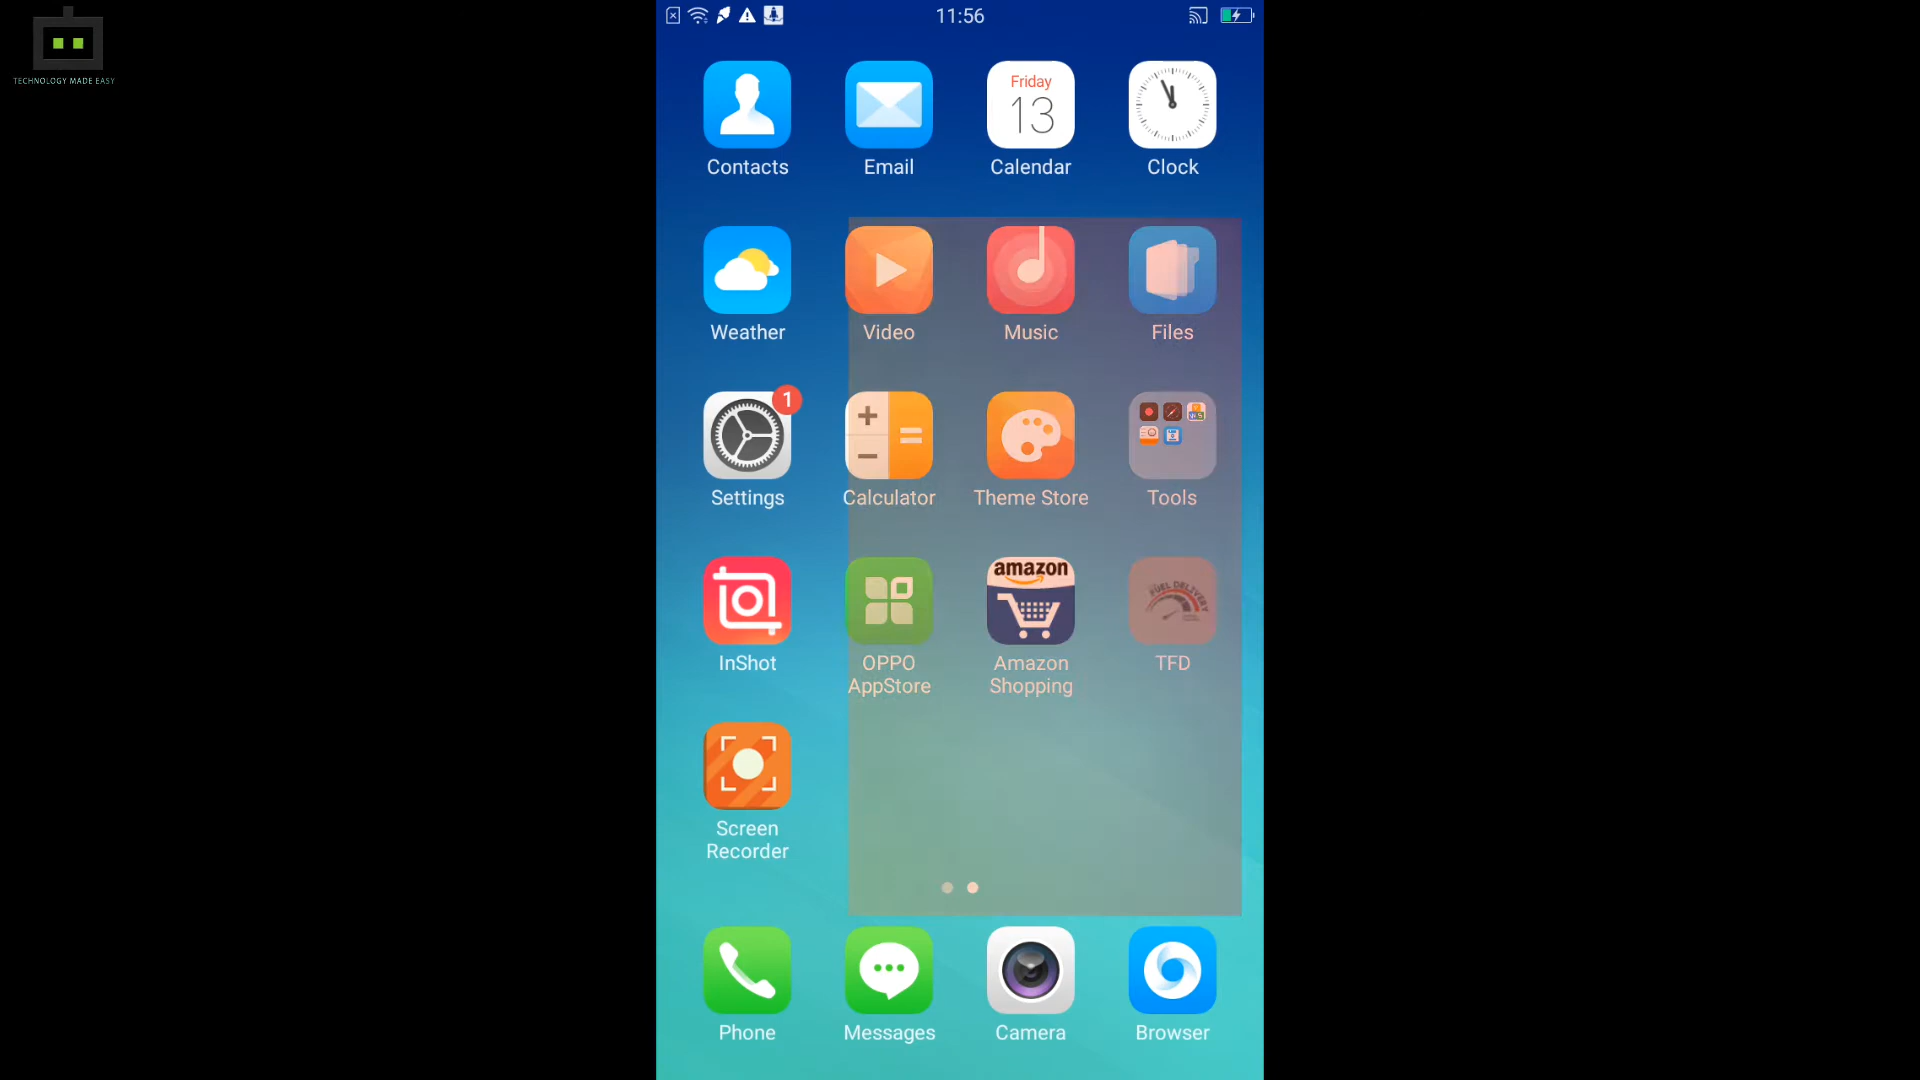 TECHNOLOGY MADE EASY
11:56
Friday
13
Contacts Email Calendar Clock
Weather Video Music Files
1
Settings Calculator Theme Store Tools
amazon
FUEL DELIVERY
InShot OPPO AppStore Amazon Shopping TFD
Screen
Recorder
Phone Messages Camera Browser